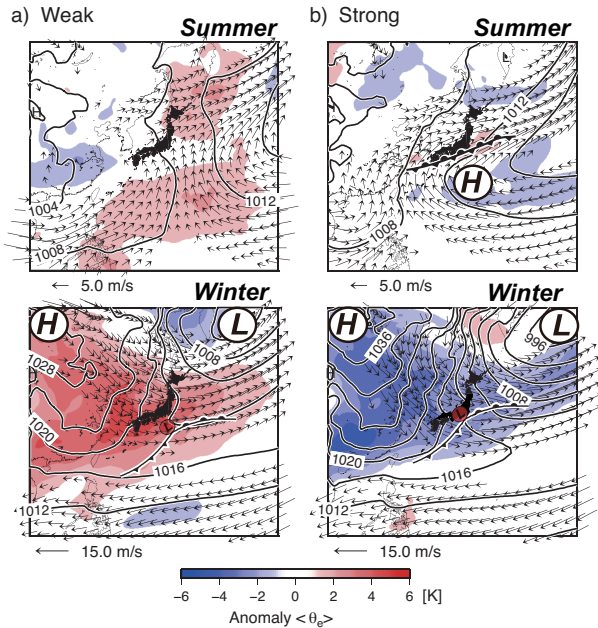 a) Weak
b) Strong
Summer
Summer
L
1012
H
1004
1008
1012
1008
5.0 m/s
5.0 m/s
Winter
Winter
H
L
H
L
1028
1008
1036
996
1020
1008
1016
1020
1016
1012
1012
L
L
15.0 m/s
15.0 m/s
−6 −4 −2 0 2 4 6 [K]
Anomaly <θe>